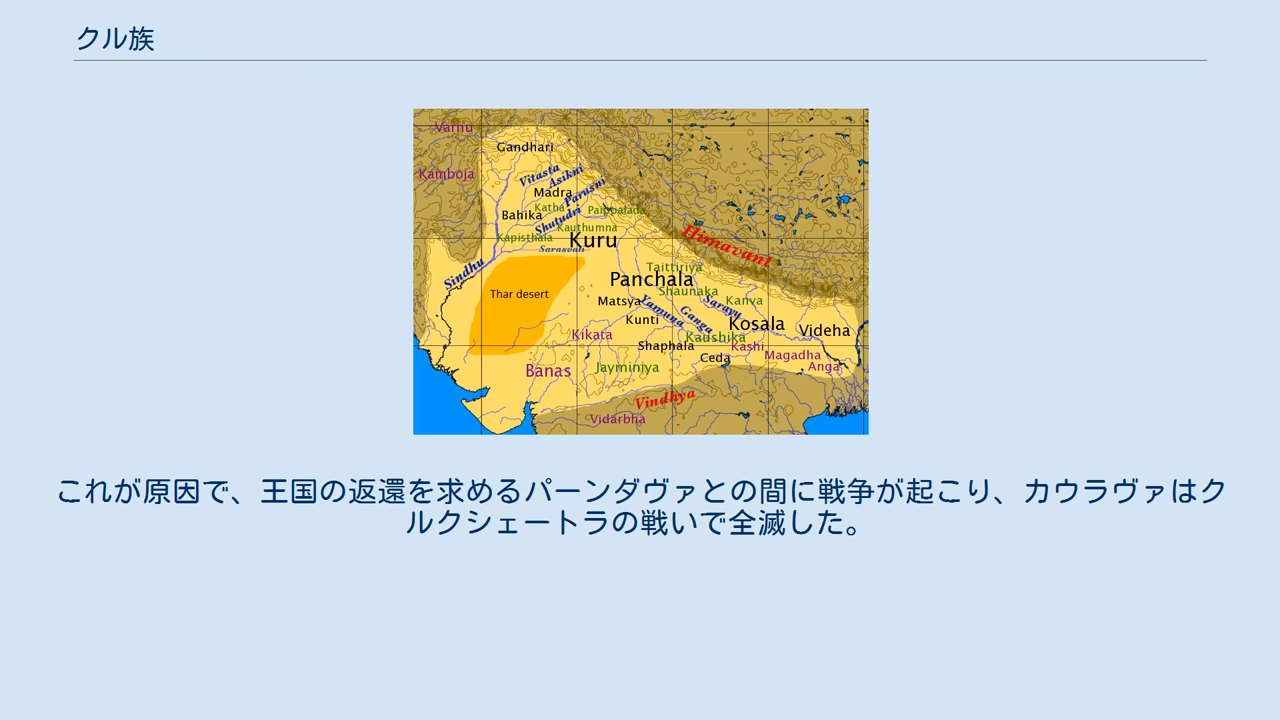 クル族
Varnu
Gandhari
Kamboja
Vitasta
Asikni
Madra
Parusni
Katha
Paippalada
Bahika
Shutudri
Kauthumna
Kapisthala
Kuru
Sarasvati
Himavant
Sindhu
Taittiriya
Panchala
Thar desert
Shaunaka
Matsya
Yamuna
Sarayu
Kanva
Kunti
Ganga
Kosala
Videha
Kikata
Kaushika
Shaphala
Kashi
Ceda
Magadha
Banas
Jayminiya
Anga
Vindhya
Vidarbha
これが原因で、王国の返還を求めるパーンダヴァとの間に戦争が起こり、カウラヴァはク
ルクシェートラの戦いで全滅した。